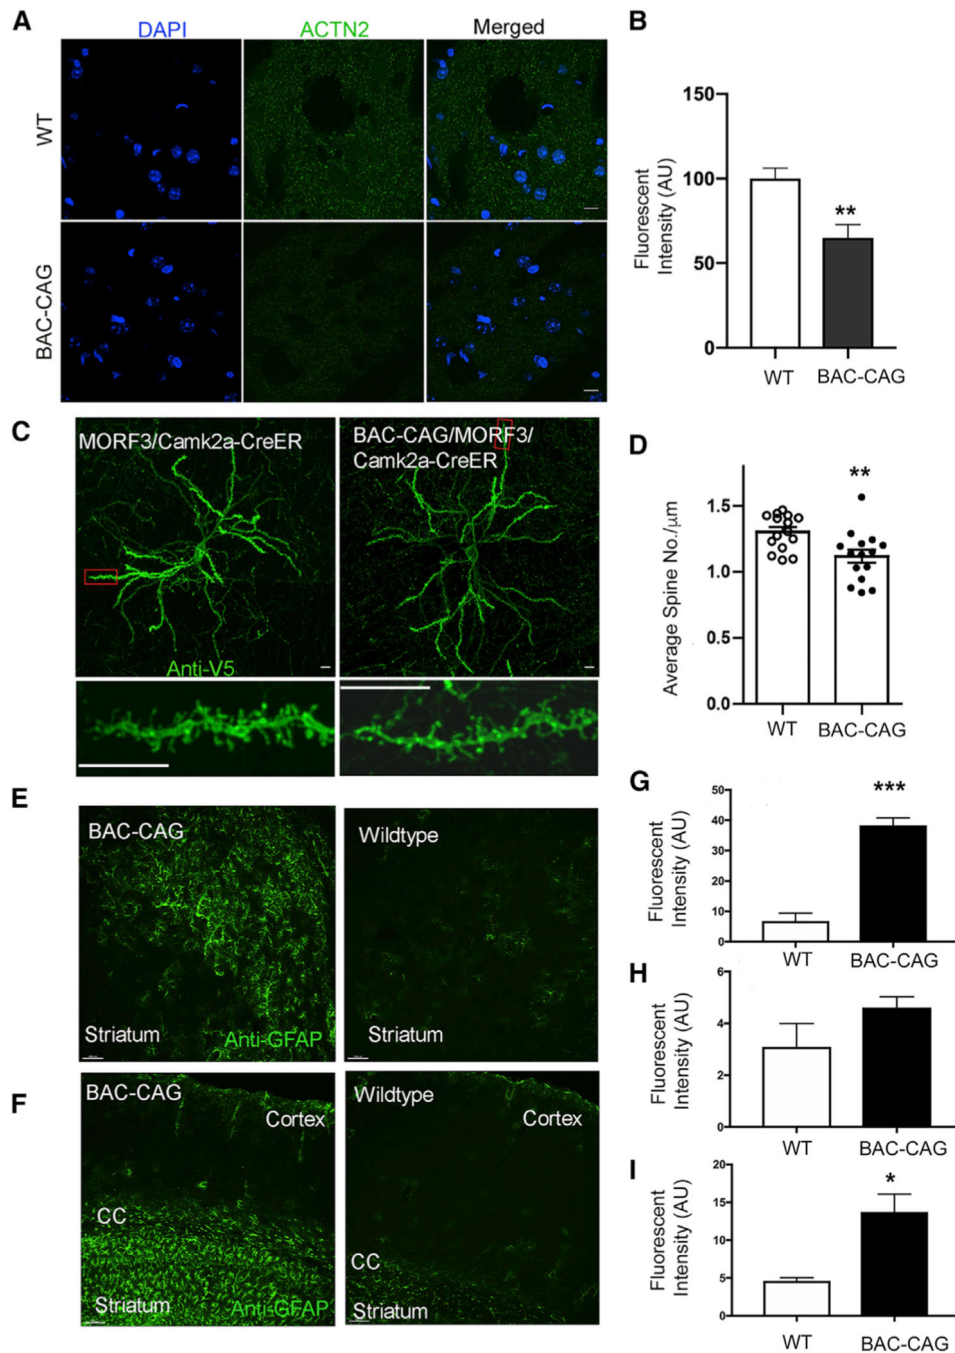 A
DAPI
ACTN2
Merged
WT
BAC-CAG
B
Fluorescent
Intensity (AU)
150
100
50
0
**
WT
BAC-CAG
C
MORF3/Camk2a-CreER
BAC-CAG/MORF3/
Camk2a-CreER
Anti-V5
D
Average Spine No./μm
1.5
1.0
0.5
0.0
**
WT
BAC-CAG
E
BAC-CAG
Striatum
Anti-GFAP
Wildtype
Striatum
F
BAC-CAG
Cortex
CC
Striatum
Anti-GFAP
Wildtype
Cortex
CC
Striatum
G
Fluorescent
Intensity (AU)
50
40
30
20
10
0
***
WT
BAC-CAG
H
Fluorescent
Intensity (AU)
6
4
2
0
WT
BAC-CAG
I
Fluorescent
Intensity (AU)
20
15
10
5
0
*
WT
BAC-CAG